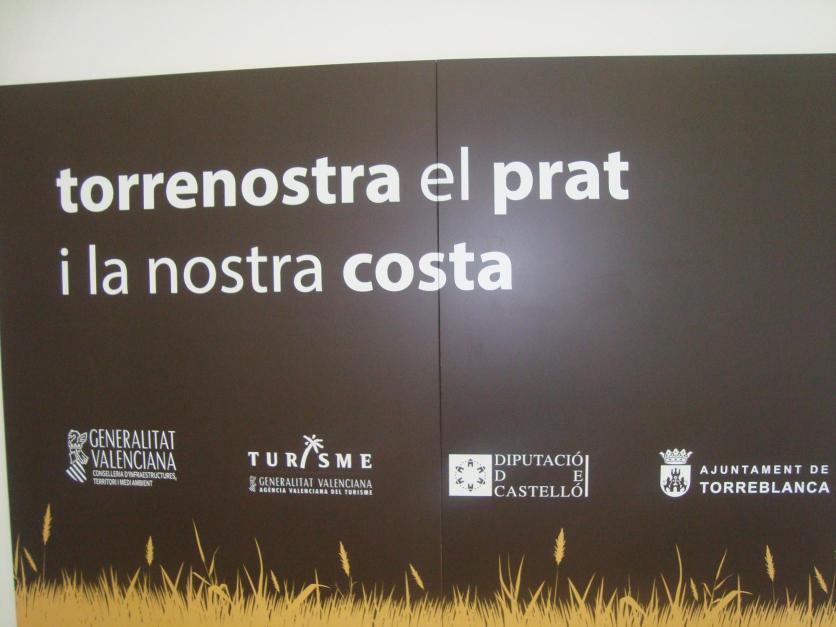 torrenostra el prat
i la nostra costa
GENERALITAT
VALENCIANA
CONSELLERIA D'INFRAESTRUCTURES,
TERRITORI I MEDI AMBIENT
TURISME
GENERALITAT VALENCIANA
AGÈNCIA VALENCIANA DEL TURISME
DIPUTACIÓ
D E
CASTELLÓ
AJUNTAMENT DE
TORREBLANCA